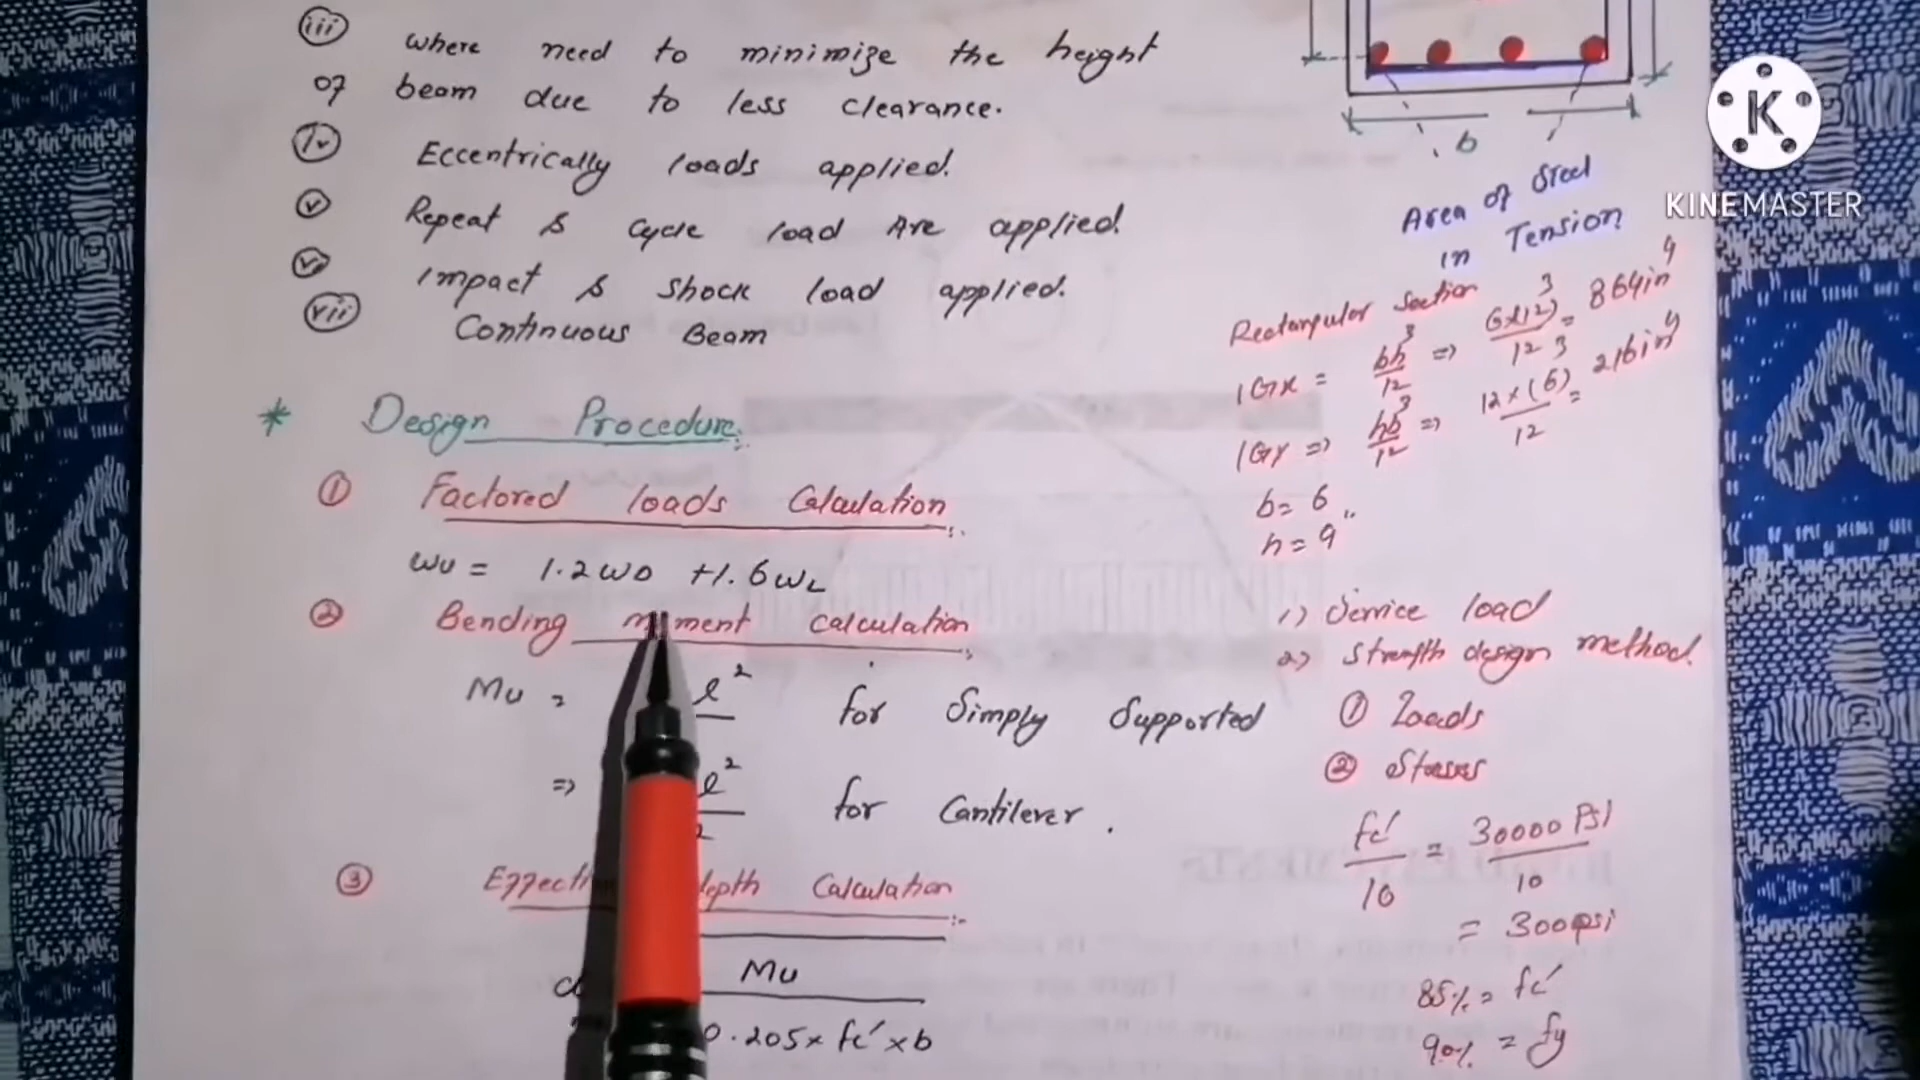 iii where need to minimize the height
of beam due to less clearance.
iv Eccentrically loads applied.
v Repeat & Cycle load Are applied.
vi Impact & shock load applied.
vii Continuous Beam
* Design Procedure
① Factored loads Calculation
wu = 1.2wD + 1.6wL
② Bending moment calculation
Mu = l² for Simply Supported
=> l² for Cantilever.
2
③ depth Calculation
d Mu
0.205 x fc' x b
b
Area of Steel
in Tension
Rectangular Section
IGx = bh³/12 => 6x(12)³/12 = 864in⁴
IGy => hb³/12 => 12x(6)³/12 = 216in⁴
b = 6"
h = 9
1) Service load
2) Strength design method.
① Loads
② Stresses
fc'/10 = 30000 PSI/10
= 300psi
85% = fc'
90% = fy
K
KINEMASTER